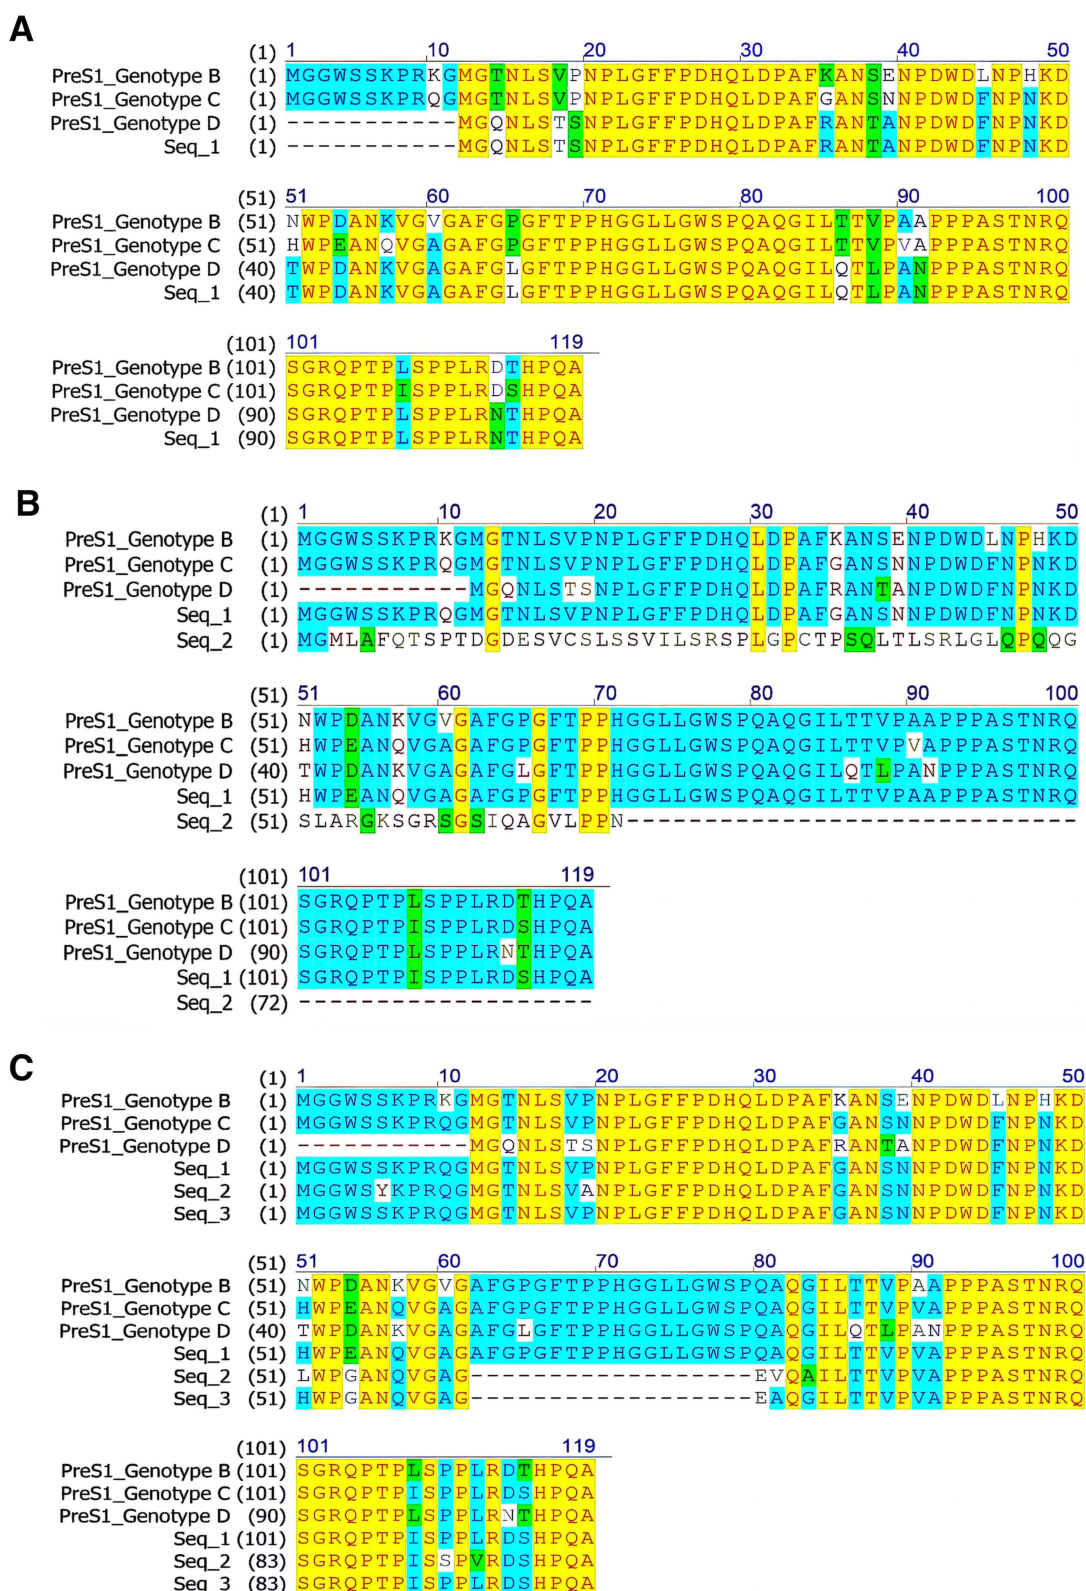 A
(1) 1 10 20 30 40 50
PreS1_Genotype B (1) MGGWSSKPRKGMGTNLSVPNPLGFFPDHQLDPAFKANSENPDWDLNPHKD
PreS1_Genotype C (1) MGGWSSKPRQGMGTNLSVPNPLGFFPDHQLDPAFGANSNNPDWDFNPNKD
PreS1_Genotype D (1) -----------MGQNLSTSNPLGFFPDHQLDPAFRANTANPDWDFNPNKD
Seq_1 (1) -----------MGQNLSTSNPLGFFPDHQLDPAFRANTANPDWDFNPNKD
(51) 51 60 70 80 90 100
PreS1_Genotype B (51) NWPDANKVGVGAFGPGFTPPHGGLLGWSPQAQGILTTVPAAPPPASTNRQ
PreS1_Genotype C (51) HWPEANQVGAGAFGPGFTPPHGGLLGWSPQAQGILTTVPVAPPPASTNRQ
PreS1_Genotype D (40) TWPDANKVGAGAFGLGFTPPHGGLLGWSPQAQGILQTLPANPPPASTNRQ
Seq_1 (40) TWPDANKVGAGAFGLGFTPPHGGLLGWSPQAQGILQTLPANPPPASTNRQ
(101) 101 119
PreS1_Genotype B (101) SGRQPTPLSPPLRDTHPQA
PreS1_Genotype C (101) SGRQPTPISPPLRDSHPQA
PreS1_Genotype D (90) SGRQPTPLSPPLRNTHPQA
Seq_1 (90) SGRQPTPLSPPLRNTHPQA
B
(1) 1 10 20 30 40 50
PreS1_Genotype B (1) MGGWSSKPRKGMGTNLSVPNPLGFFPDHQLDPAFKANSENPDWDLNPHKD
PreS1_Genotype C (1) MGGWSSKPRQGMGTNLSVPNPLGFFPDHQLDPAFGANSNNPDWDFNPNKD
PreS1_Genotype D (1) -----------MGQNLSTSNPLGFFPDHQLDPAFRANTANPDWDFNPNKD
Seq_1 (1) MGGWSSKPRQGMGTNLSVPNPLGFFPDHQLDPAFGANSNNPDWDFNPNKD
Seq_2 (1) MGMLAFQTSPTDGDESVCSLSSVILSRSPLGPCTPSQLTLSRLGLQPQQG
(51) 51 60 70 80 90 100
PreS1_Genotype B (51) NWPDANKVGVGAFGPGFTPPHGGLLGWSPQAQGILTTVPAAPPPASTNRQ
PreS1_Genotype C (51) HWPEANQVGAGAFGPGFTPPHGGLLGWSPQAQGILTTVPVAPPPASTNRQ
PreS1_Genotype D (40) TWPDANKVGAGAFGLGFTPPHGGLLGWSPQAQGILQTLPANPPPASTNRQ
Seq_1 (51) HWPEANQVGAGAFGPGFTPPHGGLLGWSPQAQGILTTVPAAPPPASTNRQ
Seq_2 (51) SLARGKSGRSGSIQAGVLPPN-----------------------------
(101) 101 119
PreS1_Genotype B (101) SGRQPTPLSPPLRDTHPQA
PreS1_Genotype C (101) SGRQPTPISPPLRDSHPQA
PreS1_Genotype D (90) SGRQPTPLSPPLRNTHPQA
Seq_1 (101) SGRQPTPISPPLRDSHPQA
Seq_2 (72) -------------------
C
(1) 1 10 20 30 40 50
PreS1_Genotype B (1) MGGWSSKPRKGMGTNLSVPNPLGFFPDHQLDPAFKANSENPDWDLNPHKD
PreS1_Genotype C (1) MGGWSSKPRQGMGTNLSVPNPLGFFPDHQLDPAFGANSNNPDWDFNPNKD
PreS1_Genotype D (1) -----------MGQNLSTSNPLGFFPDHQLDPAFRANTANPDWDFNPNKD
Seq_1 (1) MGGWSSKPRQGMGTNLSVPNPLGFFPDHQLDPAFGANSNNPDWDFNPNKD
Seq_2 (1) MGGWSYKPRQGMGTNLSVANPLGFFPDHQLDPAFGANSNNPDWDFNPNKD
Seq_3 (1) MGGWSSKPRQGMGTNLSVPNPLGFFPDHQLDPAFGANSNNPDWDFNPNKD
(51) 51 60 70 80 90 100
PreS1_Genotype B (51) NWPDANKVGVGAFGPGFTPPHGGLLGWSPQAQGILTTVPAAPPPASTNRQ
PreS1_Genotype C (51) HWPEANQVGAGAFGPGFTPPHGGLLGWSPQAQGILTTVPVAPPPASTNRQ
PreS1_Genotype D (40) TWPDANKVGAGAFGLGFTPPHGGLLGWSPQAQGILQTLPANPPPASTNRQ
Seq_1 (51) HWPEANQVGAGAFGPGFTPPHGGLLGWSPQAQGILTTVPVAPPPASTNRQ
Seq_2 (51) LWPGANQVGAG------------------EVQAILTTVPVAPPPASTNRQ
Seq_3 (51) HWPGANQVGAG------------------EAQGILTTVPVAPPPASTNRQ
(101) 101 119
PreS1_Genotype B (101) SGRQPTPLSPPLRDTHPQA
PreS1_Genotype C (101) SGRQPTPISPPLRDSHPQA
PreS1_Genotype D (90) SGRQPTPLSPPLRNTHPQA
Seq_1 (101) SGRQPTPISPPLRDSHPQA
Seq_2 (83) SGRQPTPISSPVRDSHPQA
Seq_3 (83) SGRQPTPISPPLRDSHPQA